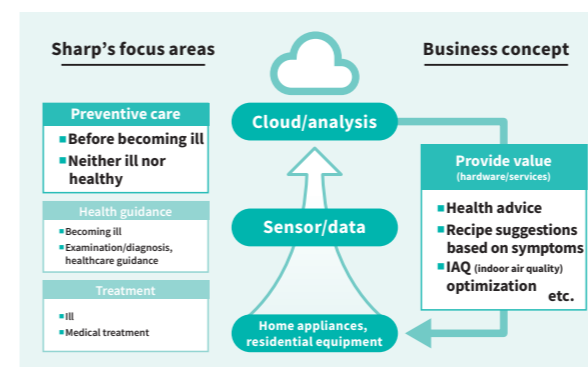 Sharp's focus areas
Preventive care
■Before becoming ill
■Neither ill nor
healthy
Health guidance
■Becoming ill
■Examination/diagnosis,
healthcare guidance
Treatment
■Ill
■Medical treatment
Cloud/analysis
Sensor/data
Home appliances,
residential equipment
Business concept
Provide value
(hardware/services)
■Health advice
■Recipe suggestions
based on symptoms
■IAQ (indoor air quality)
optimization
etc.